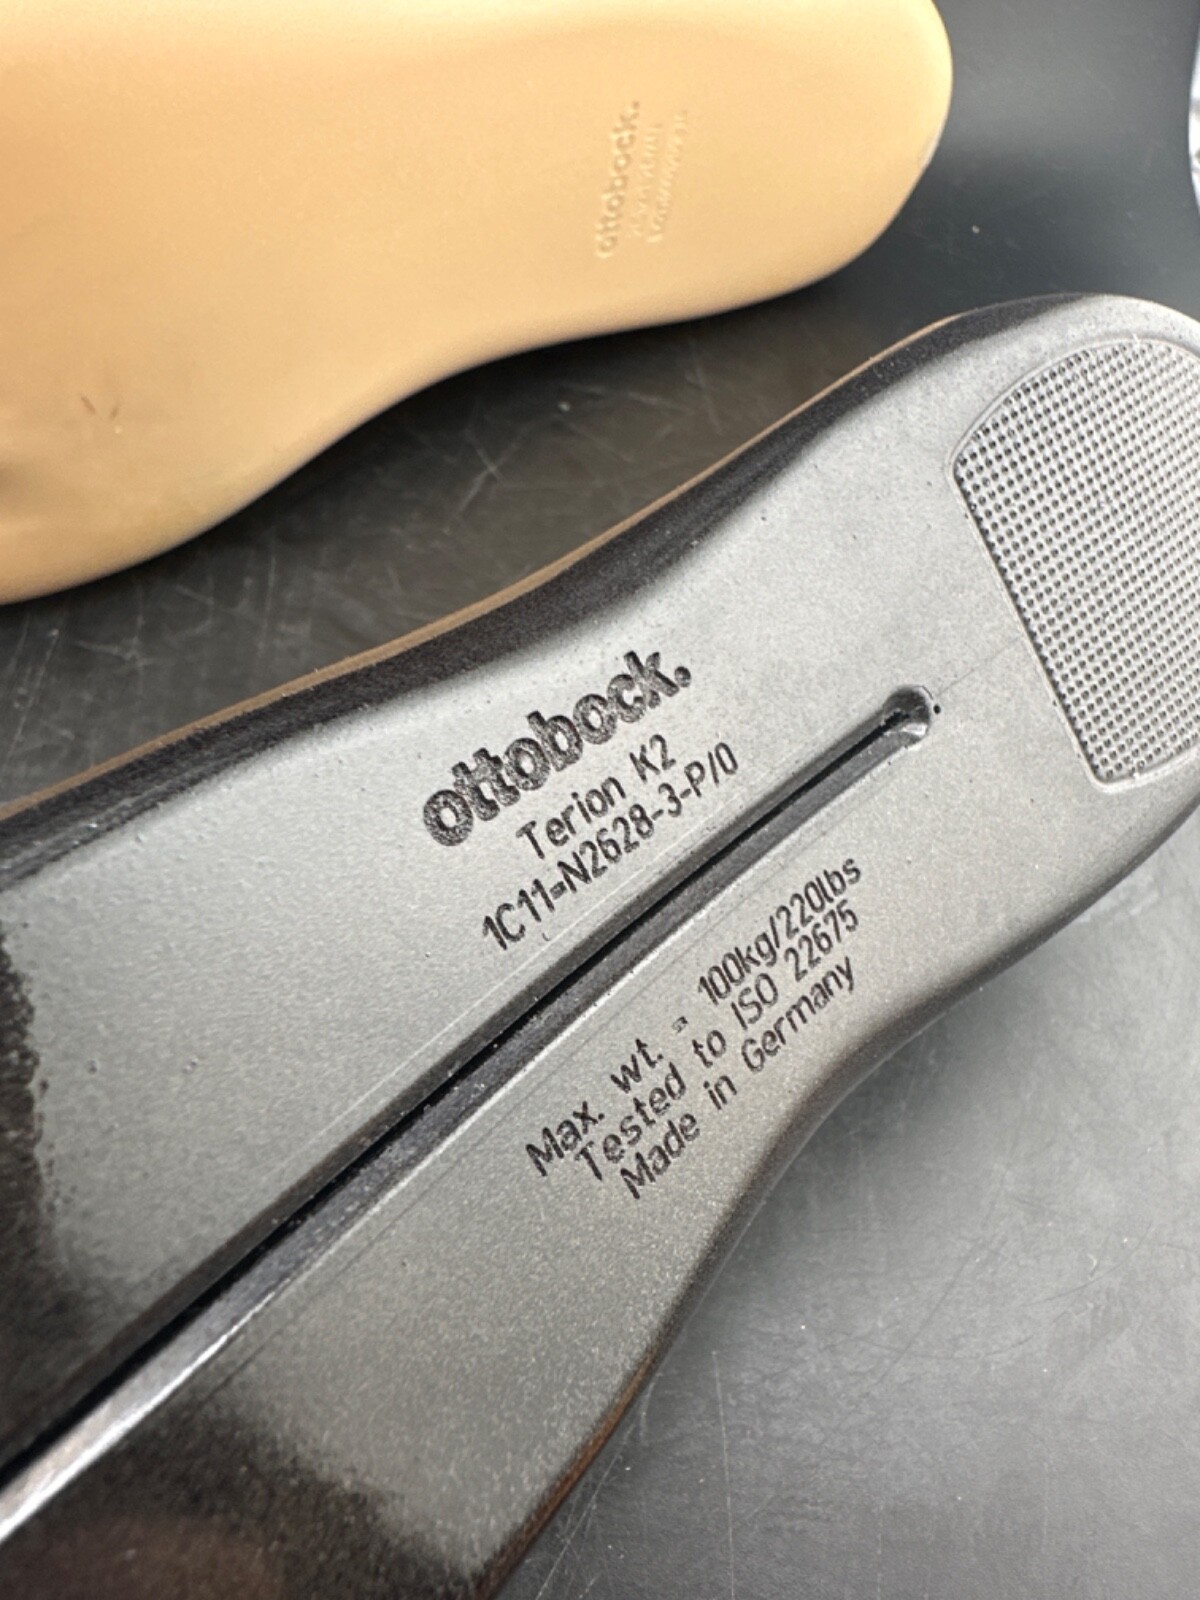 ottobock.
ottobock.
Terion K2
1C11-N2628-3-P/0
Max. wt. = 100kg/220lbs
Tested to ISO 22675
Made in Germany